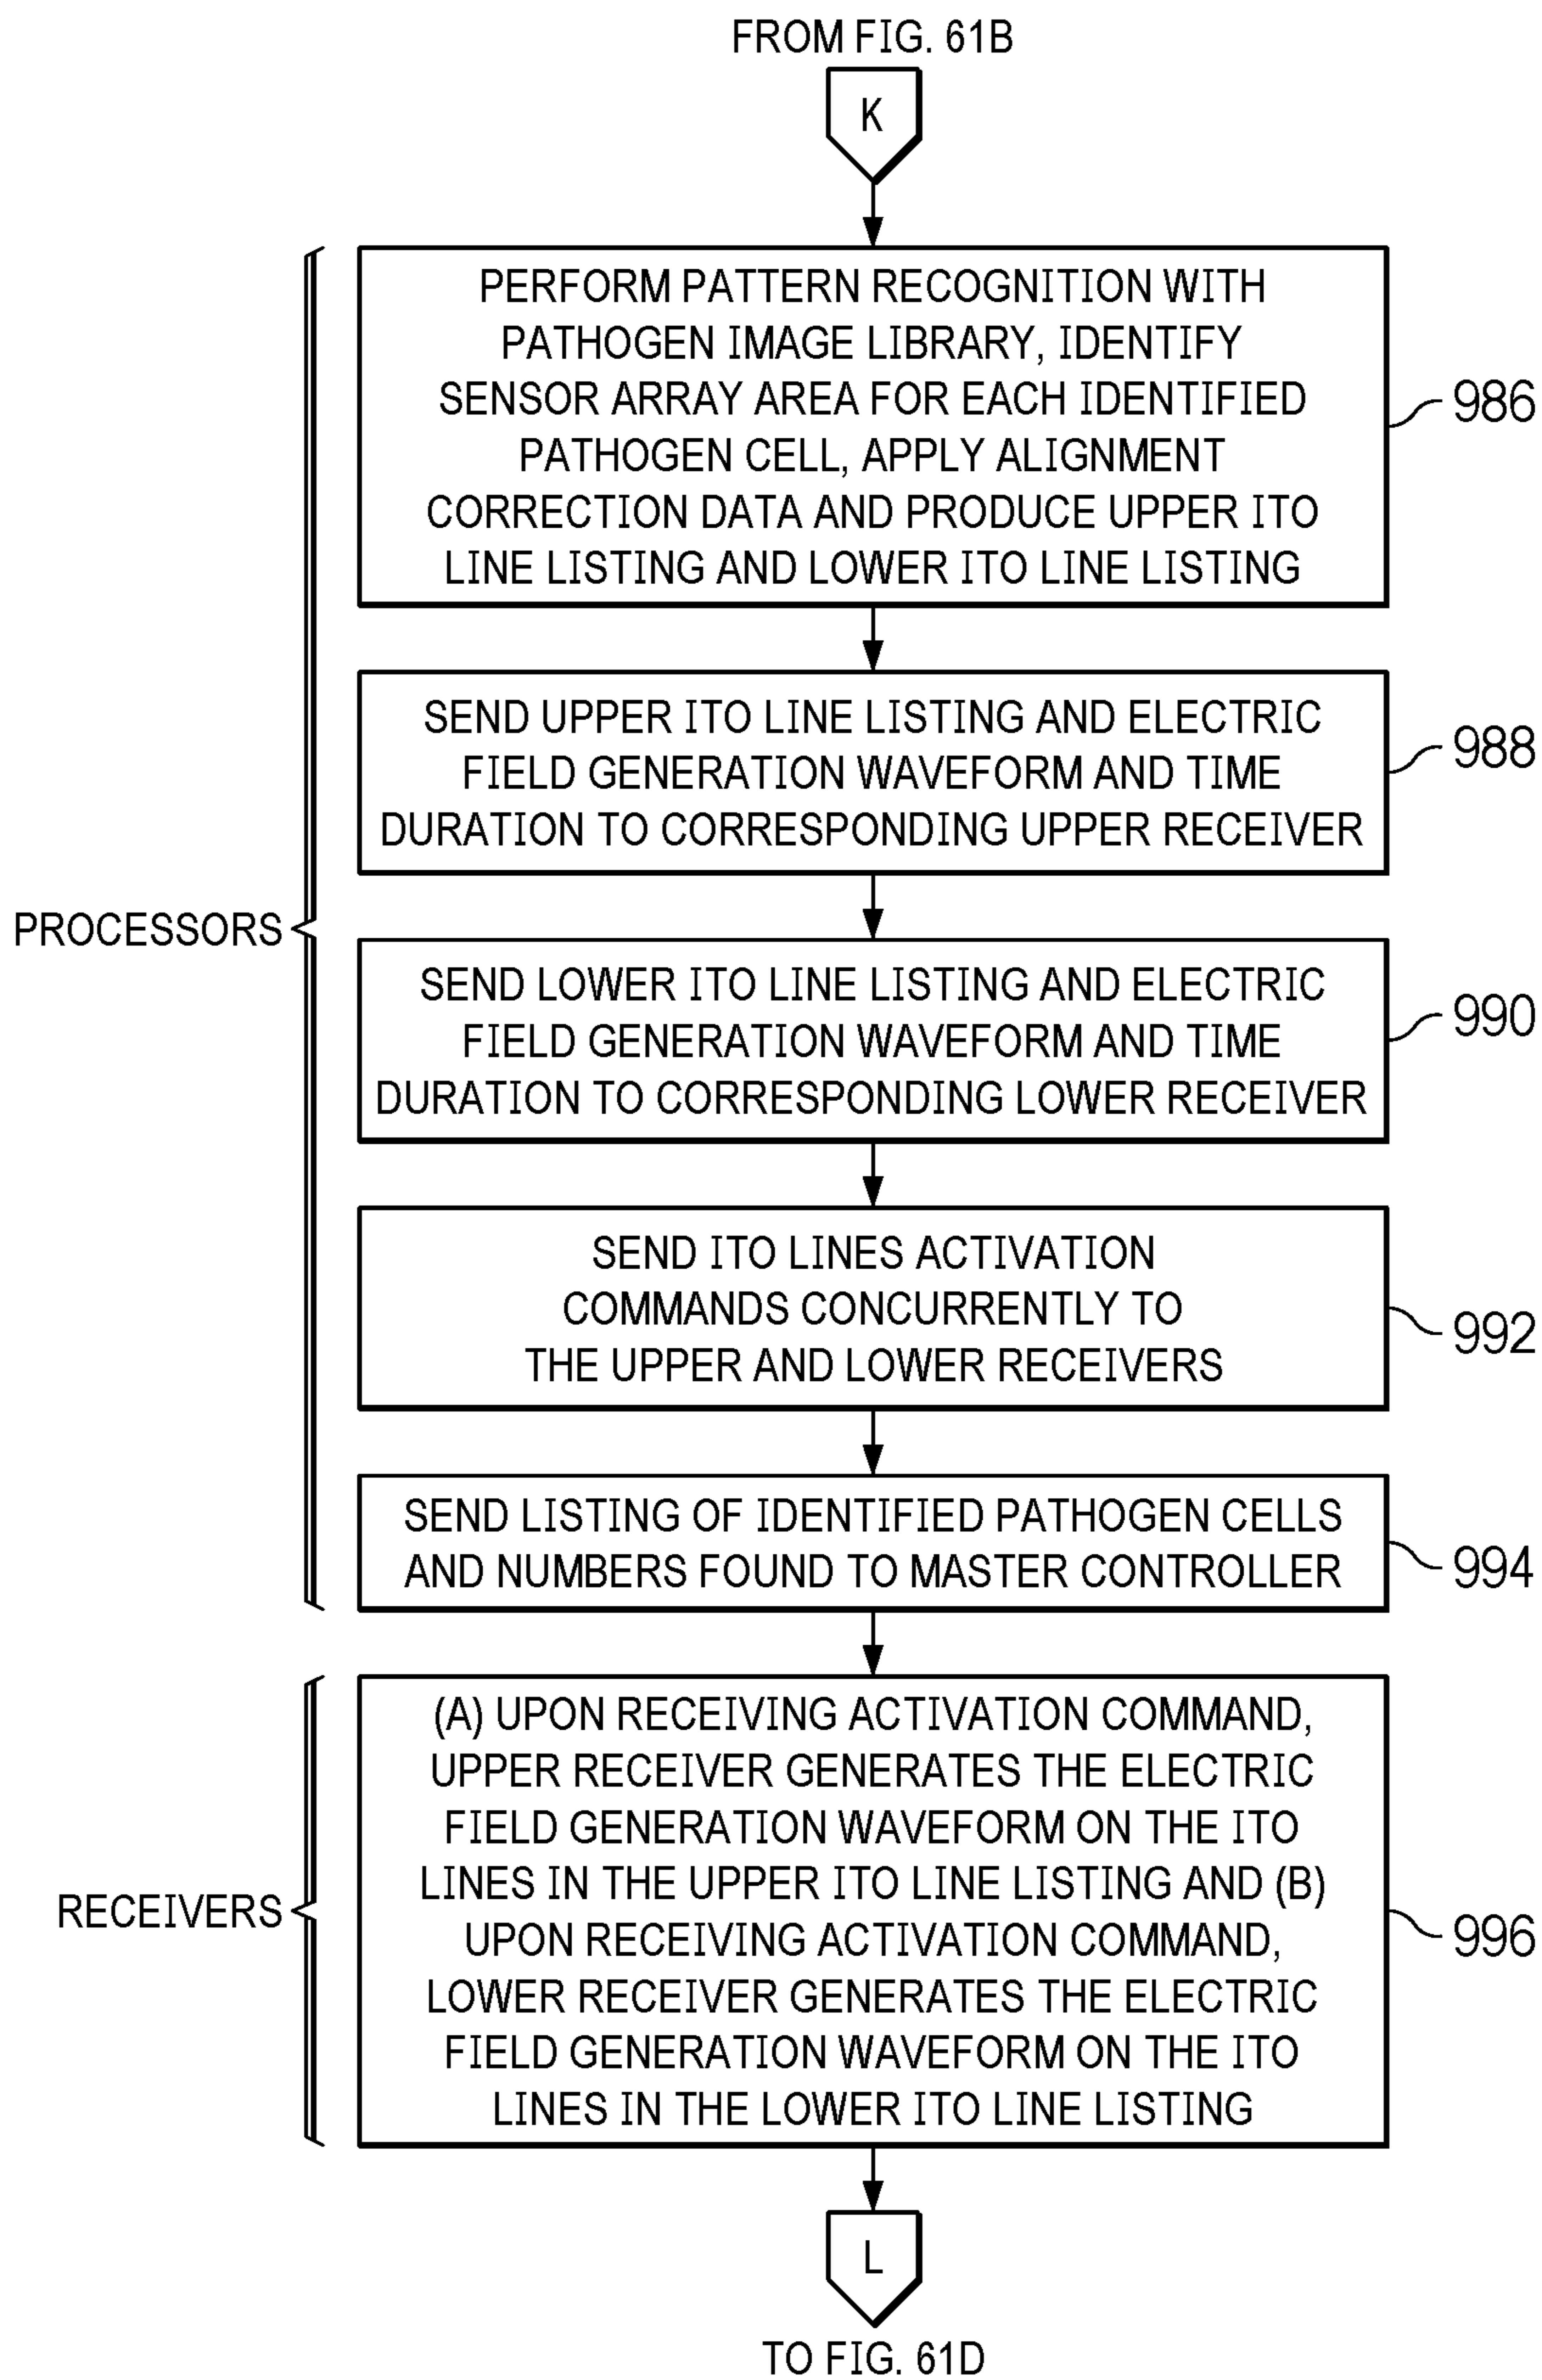 FROM FIG. 61B
K
PERFORM PATTERN RECOGNITION WITH
PATHOGEN IMAGE LIBRARY, IDENTIFY
SENSOR ARRAY AREA FOR EACH IDENTIFIED
PATHOGEN CELL, APPLY ALIGNMENT
CORRECTION DATA AND PRODUCE UPPER ITO
LINE LISTING AND LOWER ITO LINE LISTING
986
SEND UPPER ITO LINE LISTING AND ELECTRIC
FIELD GENERATION WAVEFORM AND TIME
DURATION TO CORRESPONDING UPPER RECEIVER
988
PROCESSORS
SEND LOWER ITO LINE LISTING AND ELECTRIC
FIELD GENERATION WAVEFORM AND TIME
DURATION TO CORRESPONDING LOWER RECEIVER
990
SEND ITO LINES ACTIVATION
COMMANDS CONCURRENTLY TO
THE UPPER AND LOWER RECEIVERS
992
SEND LISTING OF IDENTIFIED PATHOGEN CELLS
AND NUMBERS FOUND TO MASTER CONTROLLER
994
RECEIVERS
(A) UPON RECEIVING ACTIVATION COMMAND,
UPPER RECEIVER GENERATES THE ELECTRIC
FIELD GENERATION WAVEFORM ON THE ITO
LINES IN THE UPPER ITO LINE LISTING AND (B)
UPON RECEIVING ACTIVATION COMMAND,
LOWER RECEIVER GENERATES THE ELECTRIC
FIELD GENERATION WAVEFORM ON THE ITO
LINES IN THE LOWER ITO LINE LISTING
996
L
TO FIG. 61D